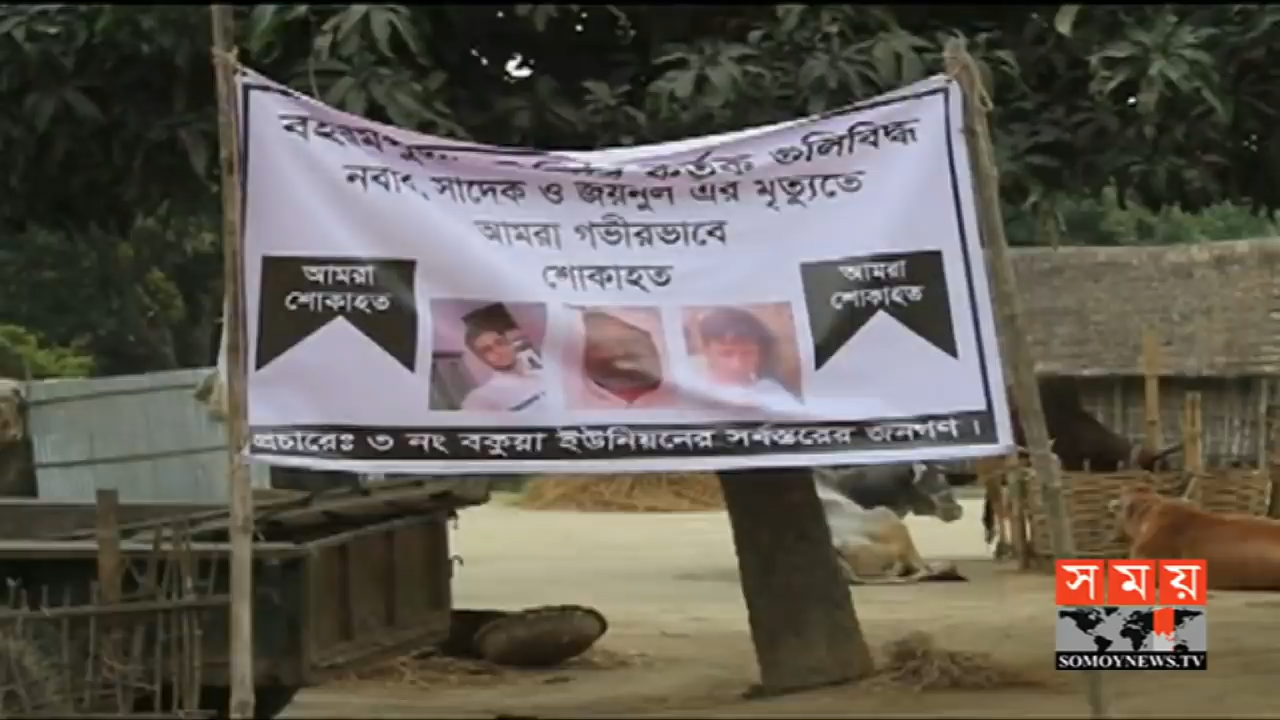 কর্তৃক গুলিবিদ্ধ
সাদেক ও জয়নুল এর মৃত্যুতে
আমরা গভীরভাবে
শোকাহত
আমরা
শোকাহত
আমরা
শোকাহত
প্রচারেঃ ৩ নং বকুয়া ইউনিয়নের সর্বস্তরের জনগণ ।
সময়
SOMOYNEWS.TV